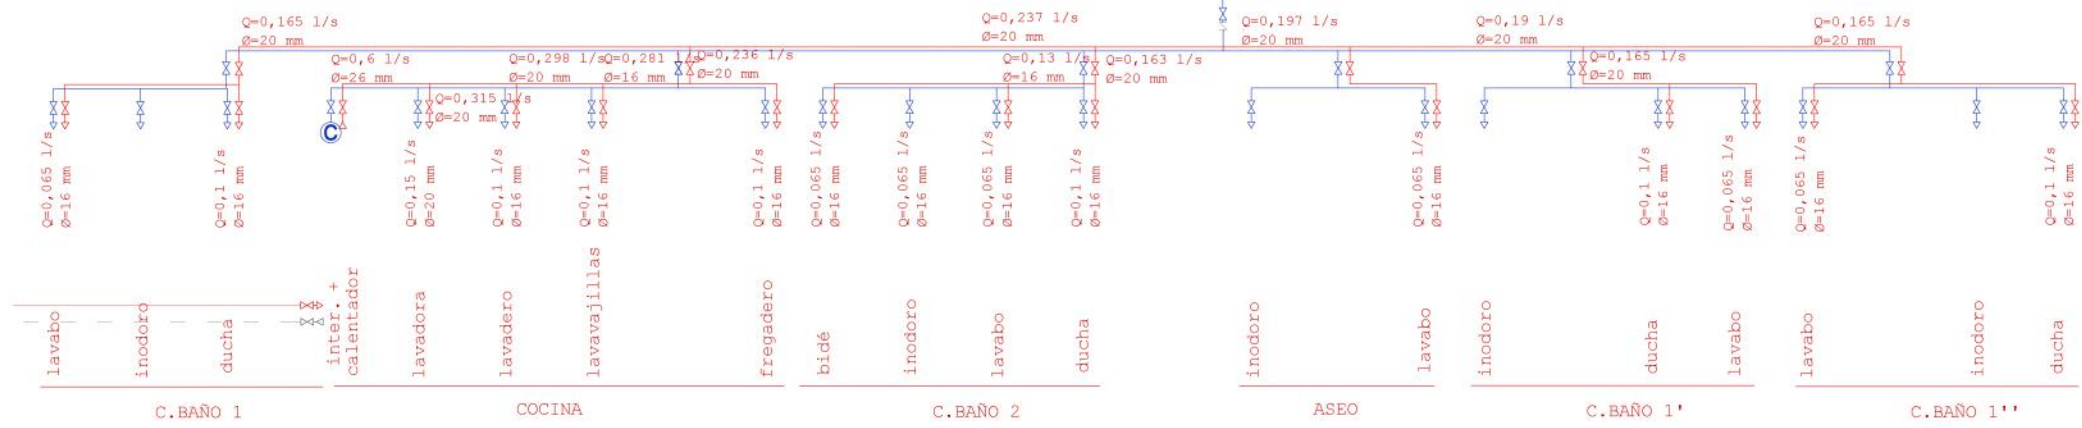 Q=0,165 l/s
Ø=20 mm
Q=0,237 l/s
Ø=20 mm
Q=0,197 l/s
Ø=20 mm
Q=0,19 l/s
Ø=20 mm
Q=0,165 l/s
Ø=20 mm
Q=0,6 l/s
Ø=26 mm
Q=0,298 l/s
Ø=20 mm
Q=0,281 l/s
Ø=16 mm
Q=0,236 l/s
Ø=20 mm
Q=0,13 l/s
Ø=16 mm
Q=0,163 l/s
Ø=20 mm
Q=0,165 l/s
Ø=20 mm
Q=0,315 l/s
Ø=20 mm
C
Q=0,065 l/s
Ø=16 mm
Q=0,1 l/s
Ø=16 mm
Q=0,15 l/s
Ø=20 mm
Q=0,1 l/s
Ø=16 mm
Q=0,1 l/s
Ø=16 mm
Q=0,1 l/s
Ø=16 mm
Q=0,065 l/s
Ø=16 mm
Q=0,065 l/s
Ø=16 mm
Q=0,065 l/s
Ø=16 mm
Q=0,1 l/s
Ø=16 mm
Q=0,065 l/s
Ø=16 mm
Q=0,1 l/s
Ø=16 mm
Q=0,065 l/s
Ø=16 mm
Q=0,065 l/s
Ø=16 mm
Q=0,1 l/s
Ø=16 mm
lavabo
inodoro
ducha
inter. +
calentador
lavadora
lavadero
lavavajillas
fregadero
bidé
inodoro
lavabo
ducha
inodoro
lavabo
inodoro
ducha
lavabo
lavabo
inodoro
ducha
C.BAÑO 1
COCINA
C.BAÑO 2
ASEO
C.BAÑO 1'
C.BAÑO 1''